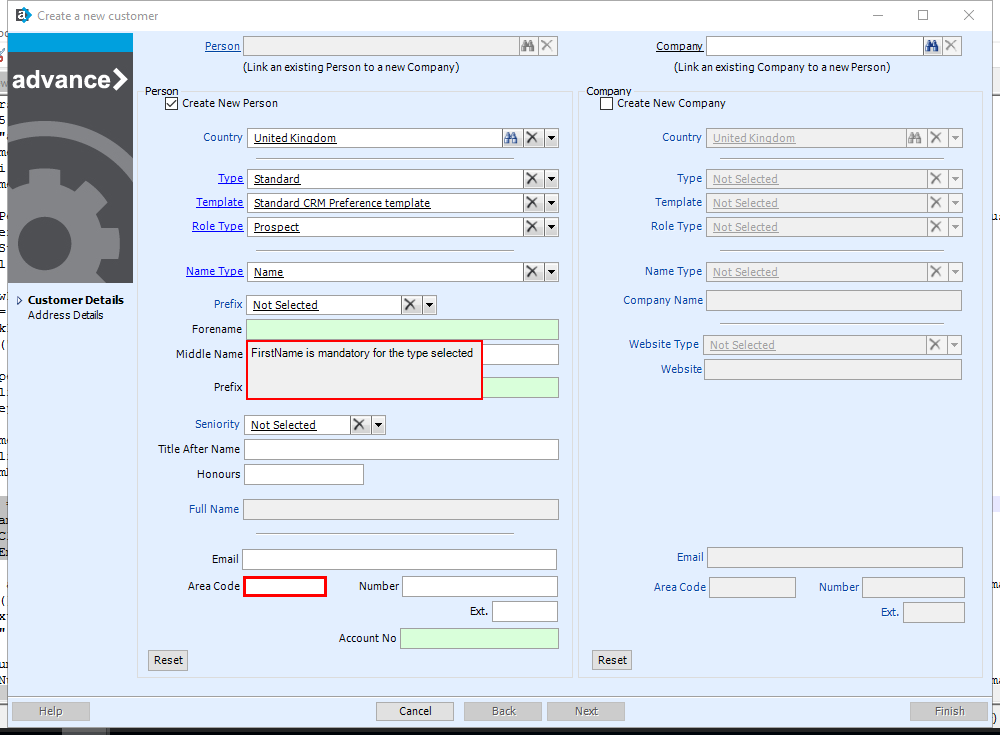 Create a new customer
Person
(Link an existing Person to a new Company)
Company
(Link an existing Company to a new Person)
advance
Customer Details
Address Details
Person
Create New Person
Country United Kingdom
Type Standard
Template Standard CRM Preference template
Role Type Prospect
Name Type Name
Prefix Not Selected
Forename
Middle Name
FirstName is mandatory for the type selected
Prefix
Seniority Not Selected
Title After Name
Honours
Full Name
Email
Area Code Number
Ext.
Account No
Reset
Company
Create New Company
Country United Kingdom
Type Not Selected
Template Not Selected
Role Type Not Selected
Name Type Not Selected
Company Name
Website Type Not Selected
Website
Email
Area Code Number
Ext.
Reset
Help Cancel Back Next Finish